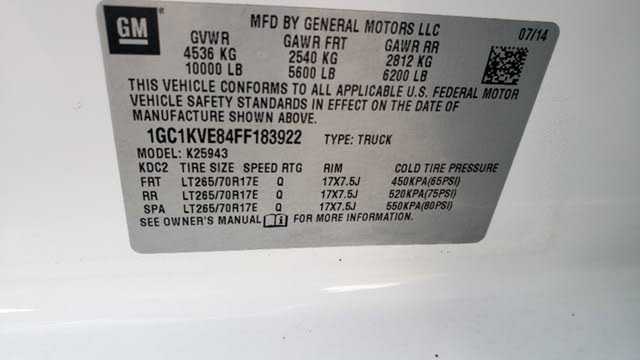 GM
MFD BY GENERAL MOTORS LLC
07/14
GVWR GAWR FRT GAWR RR
4536 KG 2540 KG 2812 KG
10000 LB 5600 LB 6200 LB
THIS VEHICLE CONFORMS TO ALL APPLICABLE U.S. FEDERAL MOTOR
VEHICLE SAFETY STANDARDS IN EFFECT ON THE DATE OF
MANUFACTURE SHOWN ABOVE.
1GC1KVE84FF183922 TYPE: TRUCK
MODEL: K25943
KDC2 TIRE SIZE SPEED RTG RIM COLD TIRE PRESSURE
FRT LT265/70R17E Q 17X7.5J 450KPA(65PSI)
RR LT265/70R17E Q 17X7.5J 520KPA(75PSI)
SPA LT265/70R17E Q 17X7.5J 550KPA(80PSI)
SEE OWNER'S MANUAL FOR MORE INFORMATION.